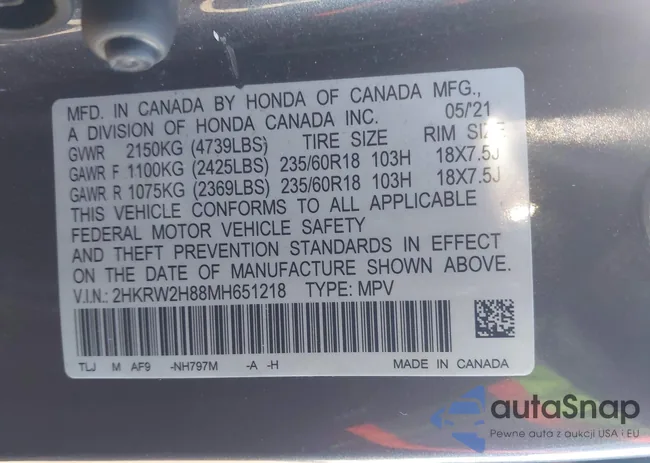 MFD. IN CANADA BY HONDA OF CANADA MFG.,
A DIVISION OF HONDA CANADA INC. 05/'21
GVWR 2150KG (4739LBS) TIRE SIZE RIM SIZE
GAWR F 1100KG (2425LBS) 235/60R18 103H 18X7.5J
GAWR R 1075KG (2369LBS) 235/60R18 103H 18X7.5J
THIS VEHICLE CONFORMS TO ALL APPLICABLE
FEDERAL MOTOR VEHICLE SAFETY
AND THEFT PREVENTION STANDARDS IN EFFECT
ON THE DATE OF MANUFACTURE SHOWN ABOVE.
V.I.N.: 2HKRW2H88MH651218 TYPE: MPV
TLJ M AF9 -NH797M -A -H MADE IN CANADA
autaSnap
Pewne auta z aukcji USA i EU